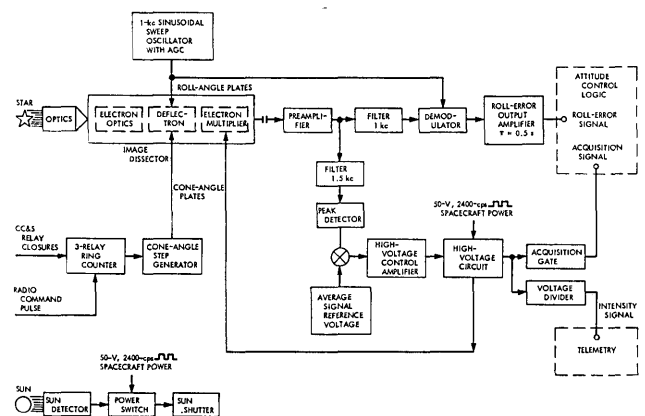 1-kc SINUSOIDAL
SWEEP
OSCILLATOR
WITH AGC
ROLL-ANGLE PLATES
STAR
OPTICS
ELECTRON
OPTICS
DEFLEC-
TRON
ELECTRON
MULTIPLIER
IMAGE
DISSECTOR
PREAMPLI-
FIER
FILTER
1 kc
DEMOD-
ULATOR
ROLL-ERROR
OUTPUT
AMPLIFIER
τ = 0.5 s
ATTITUDE
CONTROL
LOGIC
ROLL-ERROR
SIGNAL
ACQUISITION
SIGNAL
CONE-ANGLE
PLATES
FILTER
1.5 kc
PEAK
DETECTOR
CC&S
RELAY
CLOSURES
3-RELAY
RING
COUNTER
CONE-ANGLE
STEP
GENERATOR
RADIO
COMMAND
PULSE
50-V, 2400-cps
SPACECRAFT POWER
HIGH-
VOLTAGE
CONTROL
AMPLIFIER
HIGH-
VOLTAGE
CIRCUIT
ACQUISITION
GATE
AVERAGE
SIGNAL
REFERENCE
VOLTAGE
VOLTAGE
DIVIDER
INTENSITY
SIGNAL
TELEMETRY
50-V, 2400-cps
SPACECRAFT POWER
SUN
SUN
DETECTOR
POWER
SWITCH
SUN
SHUTTER